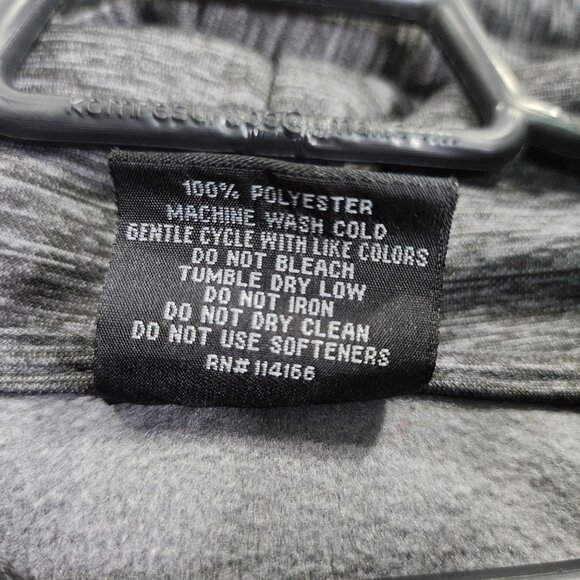 100% POLYESTER
MACHINE WASH COLD
GENTLE CYCLE WITH LIKE COLORS
DO NOT BLEACH
TUMBLE DRY LOW
DO NOT IRON
DO NOT DRY CLEAN
DO NOT USE SOFTENERS
RN# 114166